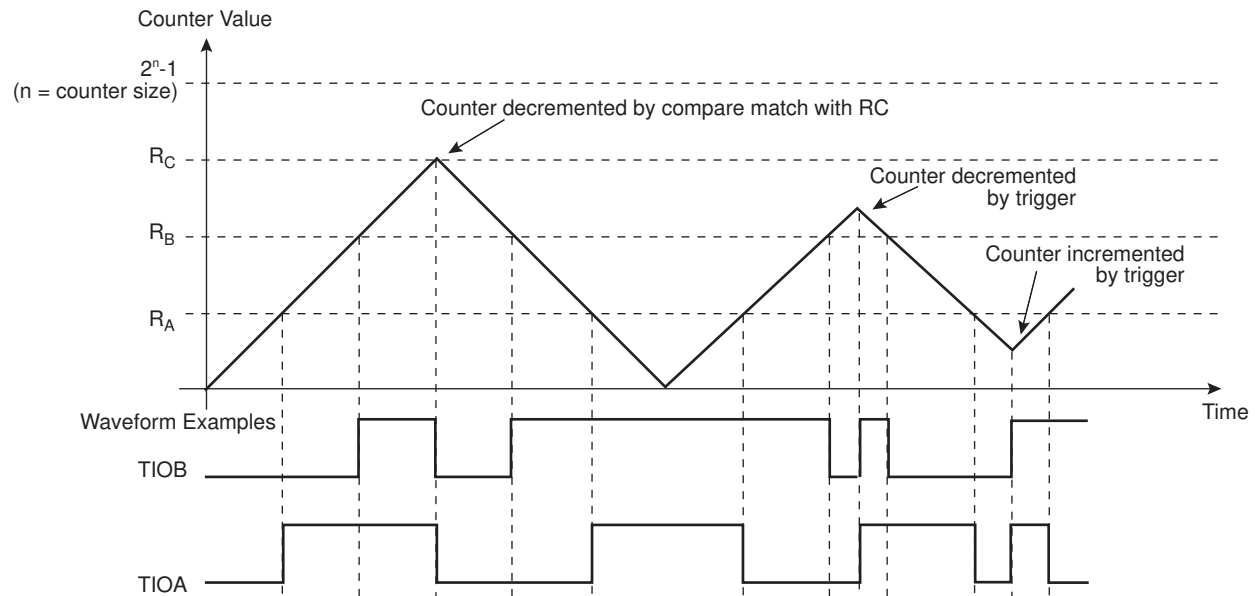 Counter Value
2ⁿ-1
(n = counter size)
Counter decremented by compare match with RC
R_C
Counter decremented
by trigger
R_B
Counter incremented
by trigger
R_A
Time
Waveform Examples
TIOB
TIOA